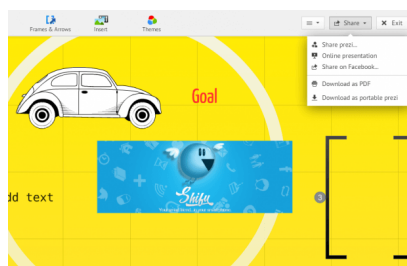 Frames & Arrows
Insert
Themes
Share
Exit
Share prezi...
Online presentation
Share on Facebook...
Download as PDF
Download as portable prezi
Goal
Shifu
dd text
3